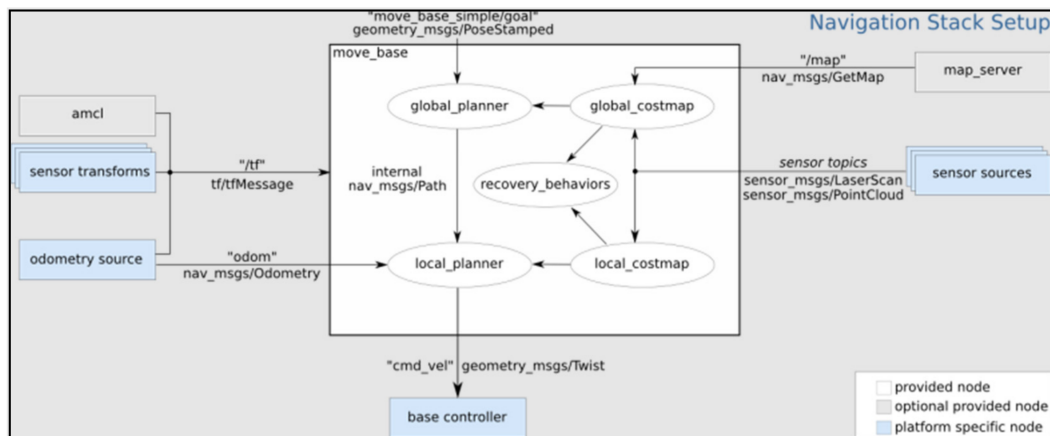 Navigation Stack Setup
"move_base_simple/goal"
geometry_msgs/PoseStamped
move_base
"/map"
nav_msgs/GetMap
map_server
global_planner
global_costmap
amcl
sensor transforms
"/tf"
tf/tfMessage
internal
nav_msgs/Path
recovery_behaviors
sensor topics
sensor_msgs/LaserScan
sensor_msgs/PointCloud
sensor sources
odometry source
"odom"
nav_msgs/Odometry
local_planner
local_costmap
"cmd_vel" geometry_msgs/Twist
base controller
provided node
optional provided node
platform specific node